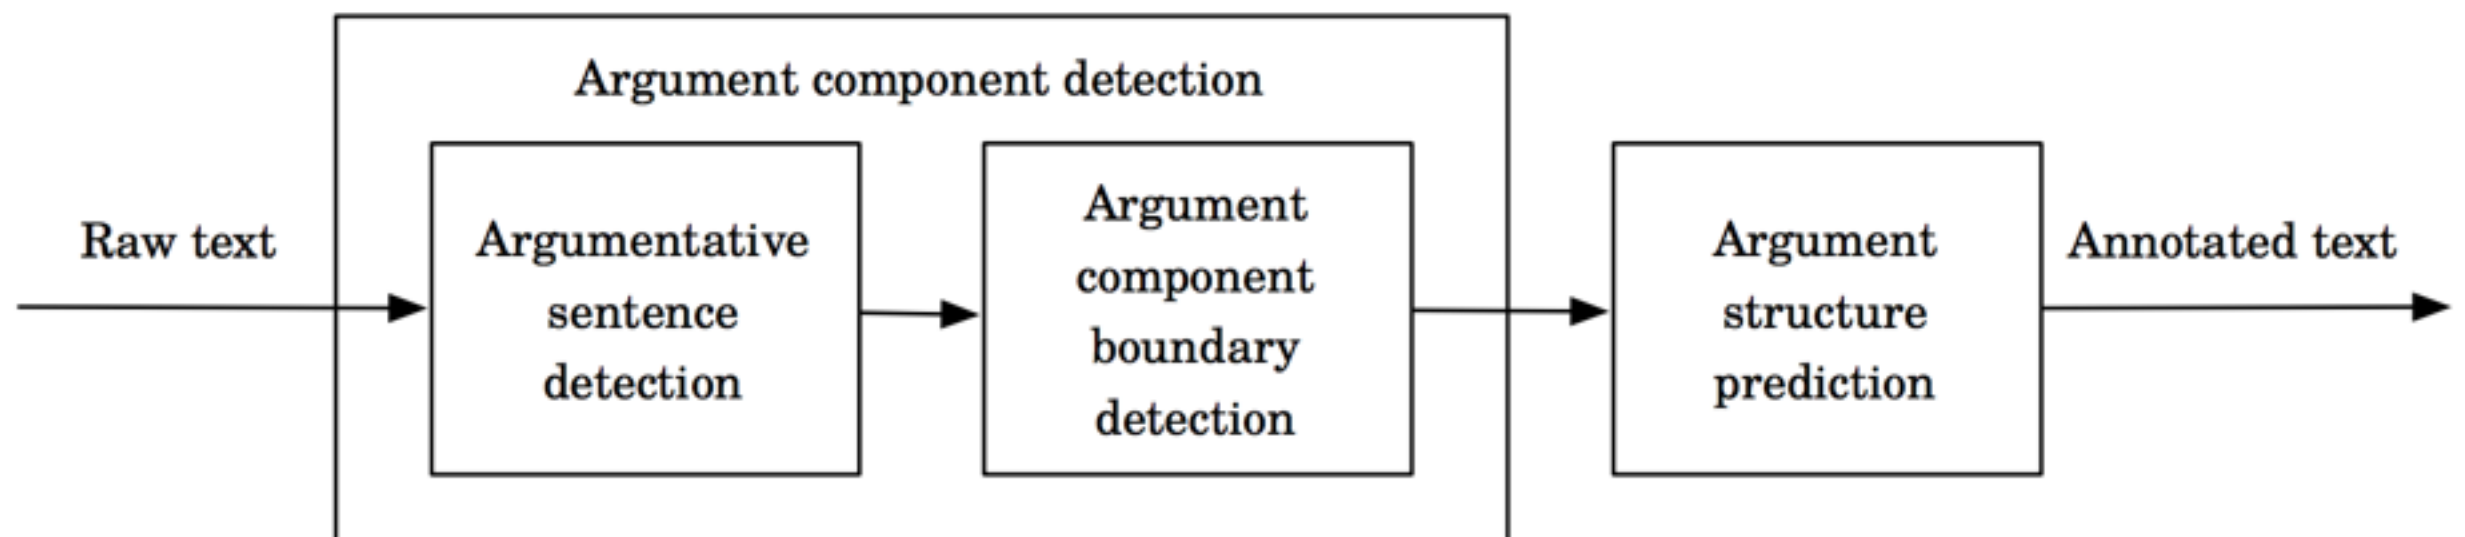 Argument component detection
Raw text
Argumentative
sentence
detection
Argument
component
boundary
detection
Argument
structure
prediction
Annotated text